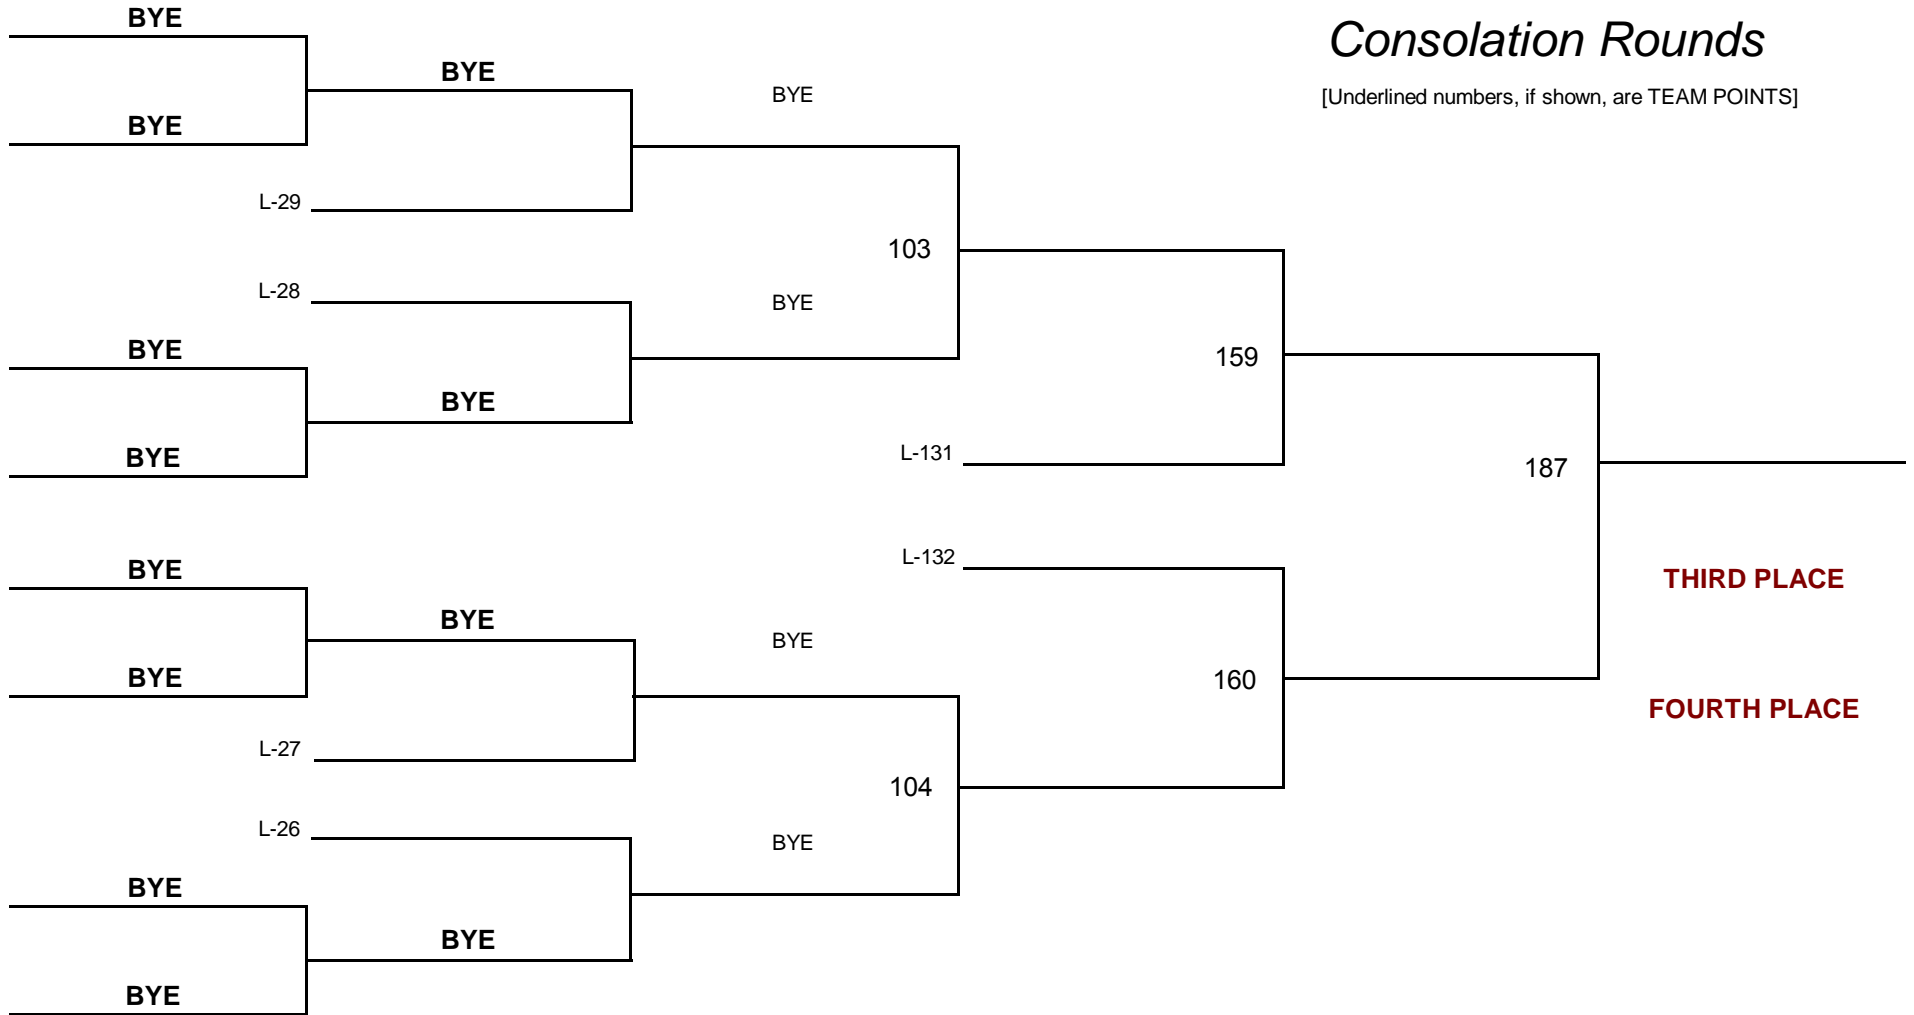 BYE
Consolation Rounds
BYE
BYE
[Underlined numbers, if shown, are TEAM POINTS]
BYE
L-29
103
L-28
BYE
BYE
159
BYE
L-131
BYE
187
L-132
BYE
THIRD PLACE
BYE
BYE
BYE
160
FOURTH PLACE
L-27
104
L-26
BYE
BYE
BYE
BYE